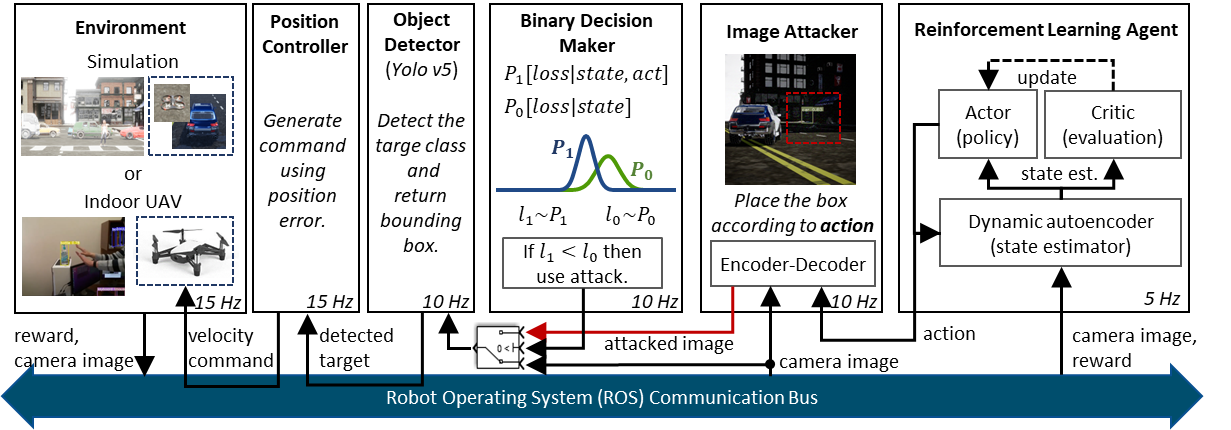 Environment
Simulation
or
Indoor UAV
15 Hz
Position
Controller
Generate
command
using
position
error.
15 Hz
Object
Detector
(Yolo v5)
Detect the
targe class
and
return
bounding
box.
10 Hz
Binary Decision
Maker
P₁[loss|state, act]
P₀[loss|state]
P₁
P₀
l₁~P₁ l₀~P₀
If l₁ < l₀ then
use attack.
10 Hz
Image Attacker
Place the box
according to action
Encoder-Decoder
10 Hz
Reinforcement Learning Agent
update
Actor
(policy)
Critic
(evaluation)
state est.
Dynamic autoencoder
(state estimator)
5 Hz
reward,
camera image
velocity
command
detected
target
0 <
attacked image
camera image
action
camera image,
reward
Robot Operating System (ROS) Communication Bus